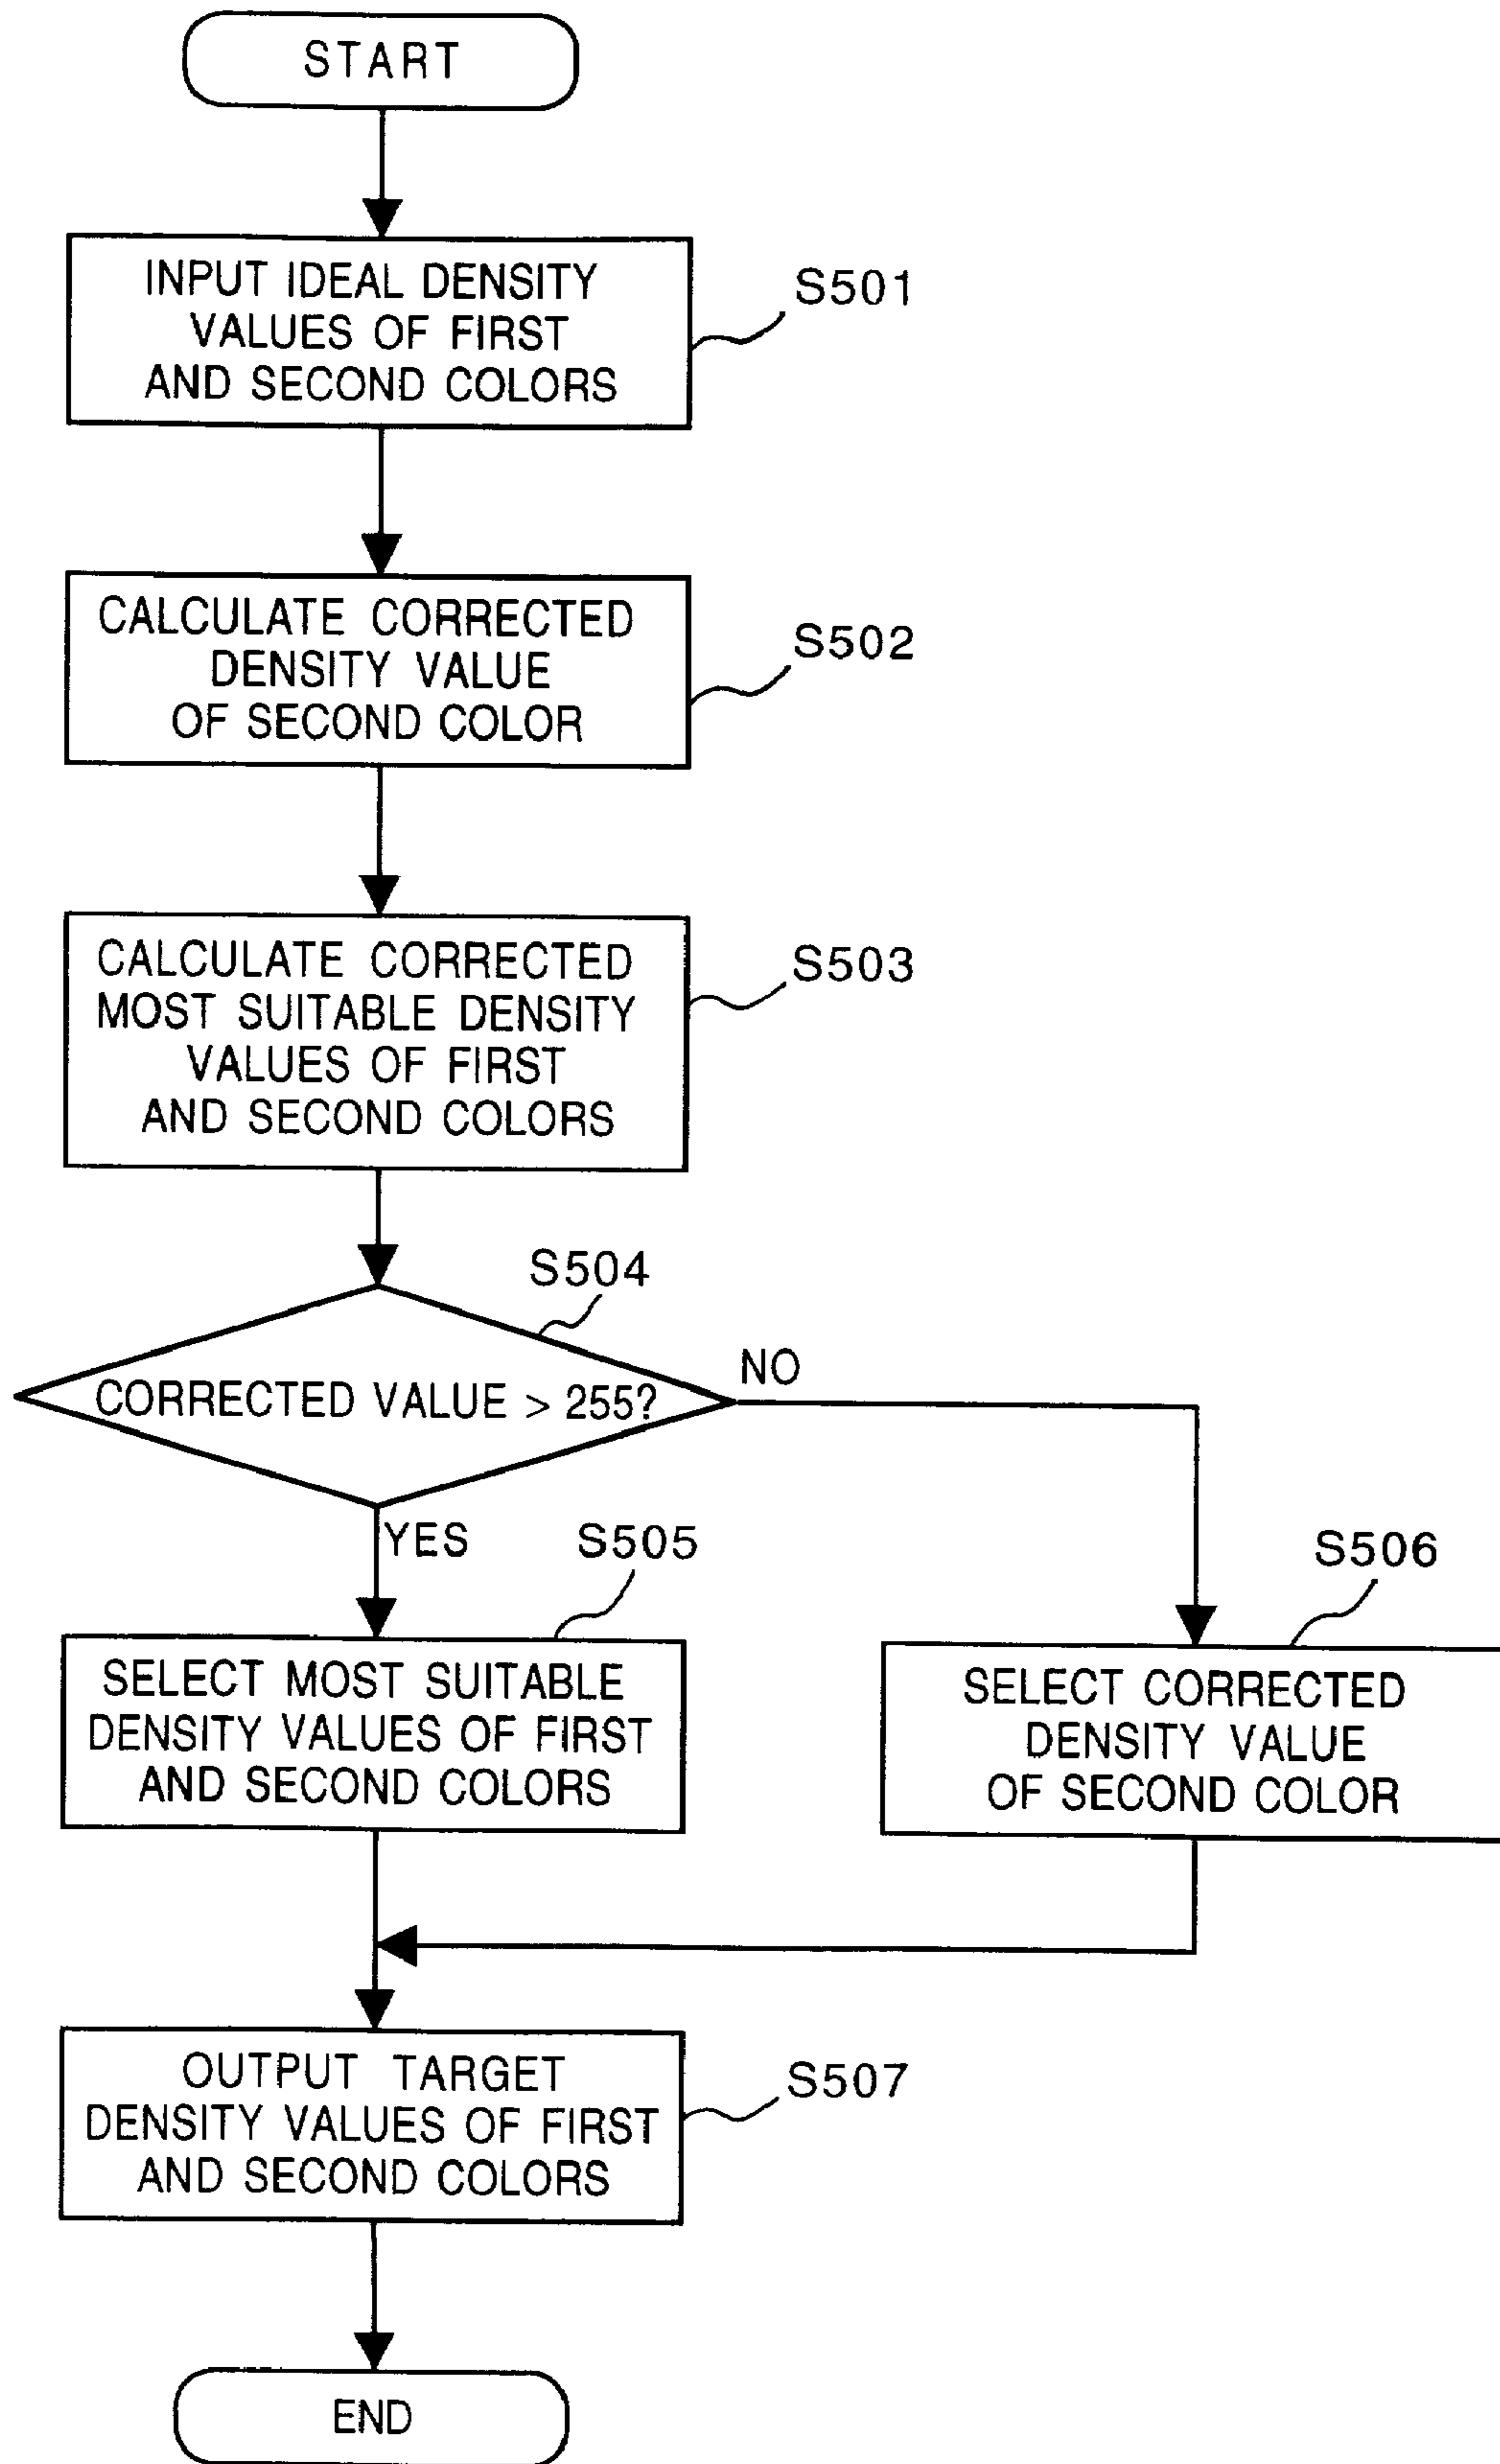 START
INPUT IDEAL DENSITY
VALUES OF FIRST
AND SECOND COLORS
S501
CALCULATE CORRECTED
DENSITY VALUE
OF SECOND COLOR
S502
CALCULATE CORRECTED
MOST SUITABLE DENSITY
VALUES OF FIRST
AND SECOND COLORS
S503
S504
CORRECTED VALUE > 255?
NO
YES
S505
SELECT MOST SUITABLE
DENSITY VALUES OF FIRST
AND SECOND COLORS
S506
SELECT CORRECTED
DENSITY VALUE
OF SECOND COLOR
OUTPUT TARGET
DENSITY VALUES OF FIRST
AND SECOND COLORS
S507
END